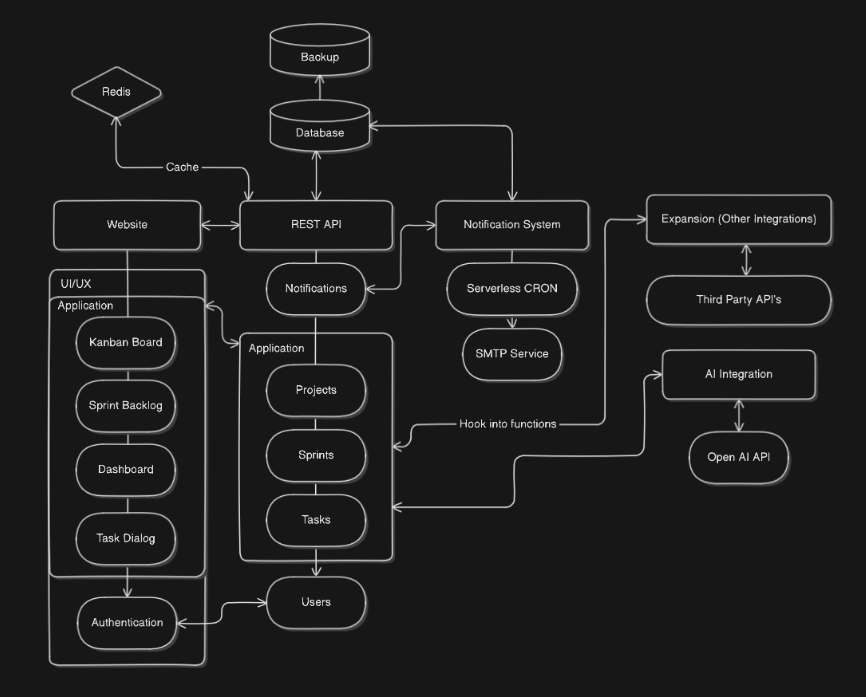 Backup
Redis
Database
Cache
Website
REST API
Notification System
Expansion (Other Integrations)
UI/UX
Notifications
Serverless CRON
Third Party API's
Application
Kanban Board
Application
SMTP Service
AI Integration
Projects
Sprint Backlog
Hook into functions
Sprints
Open AI API
Dashboard
Tasks
Task Dialog
Users
Authentication